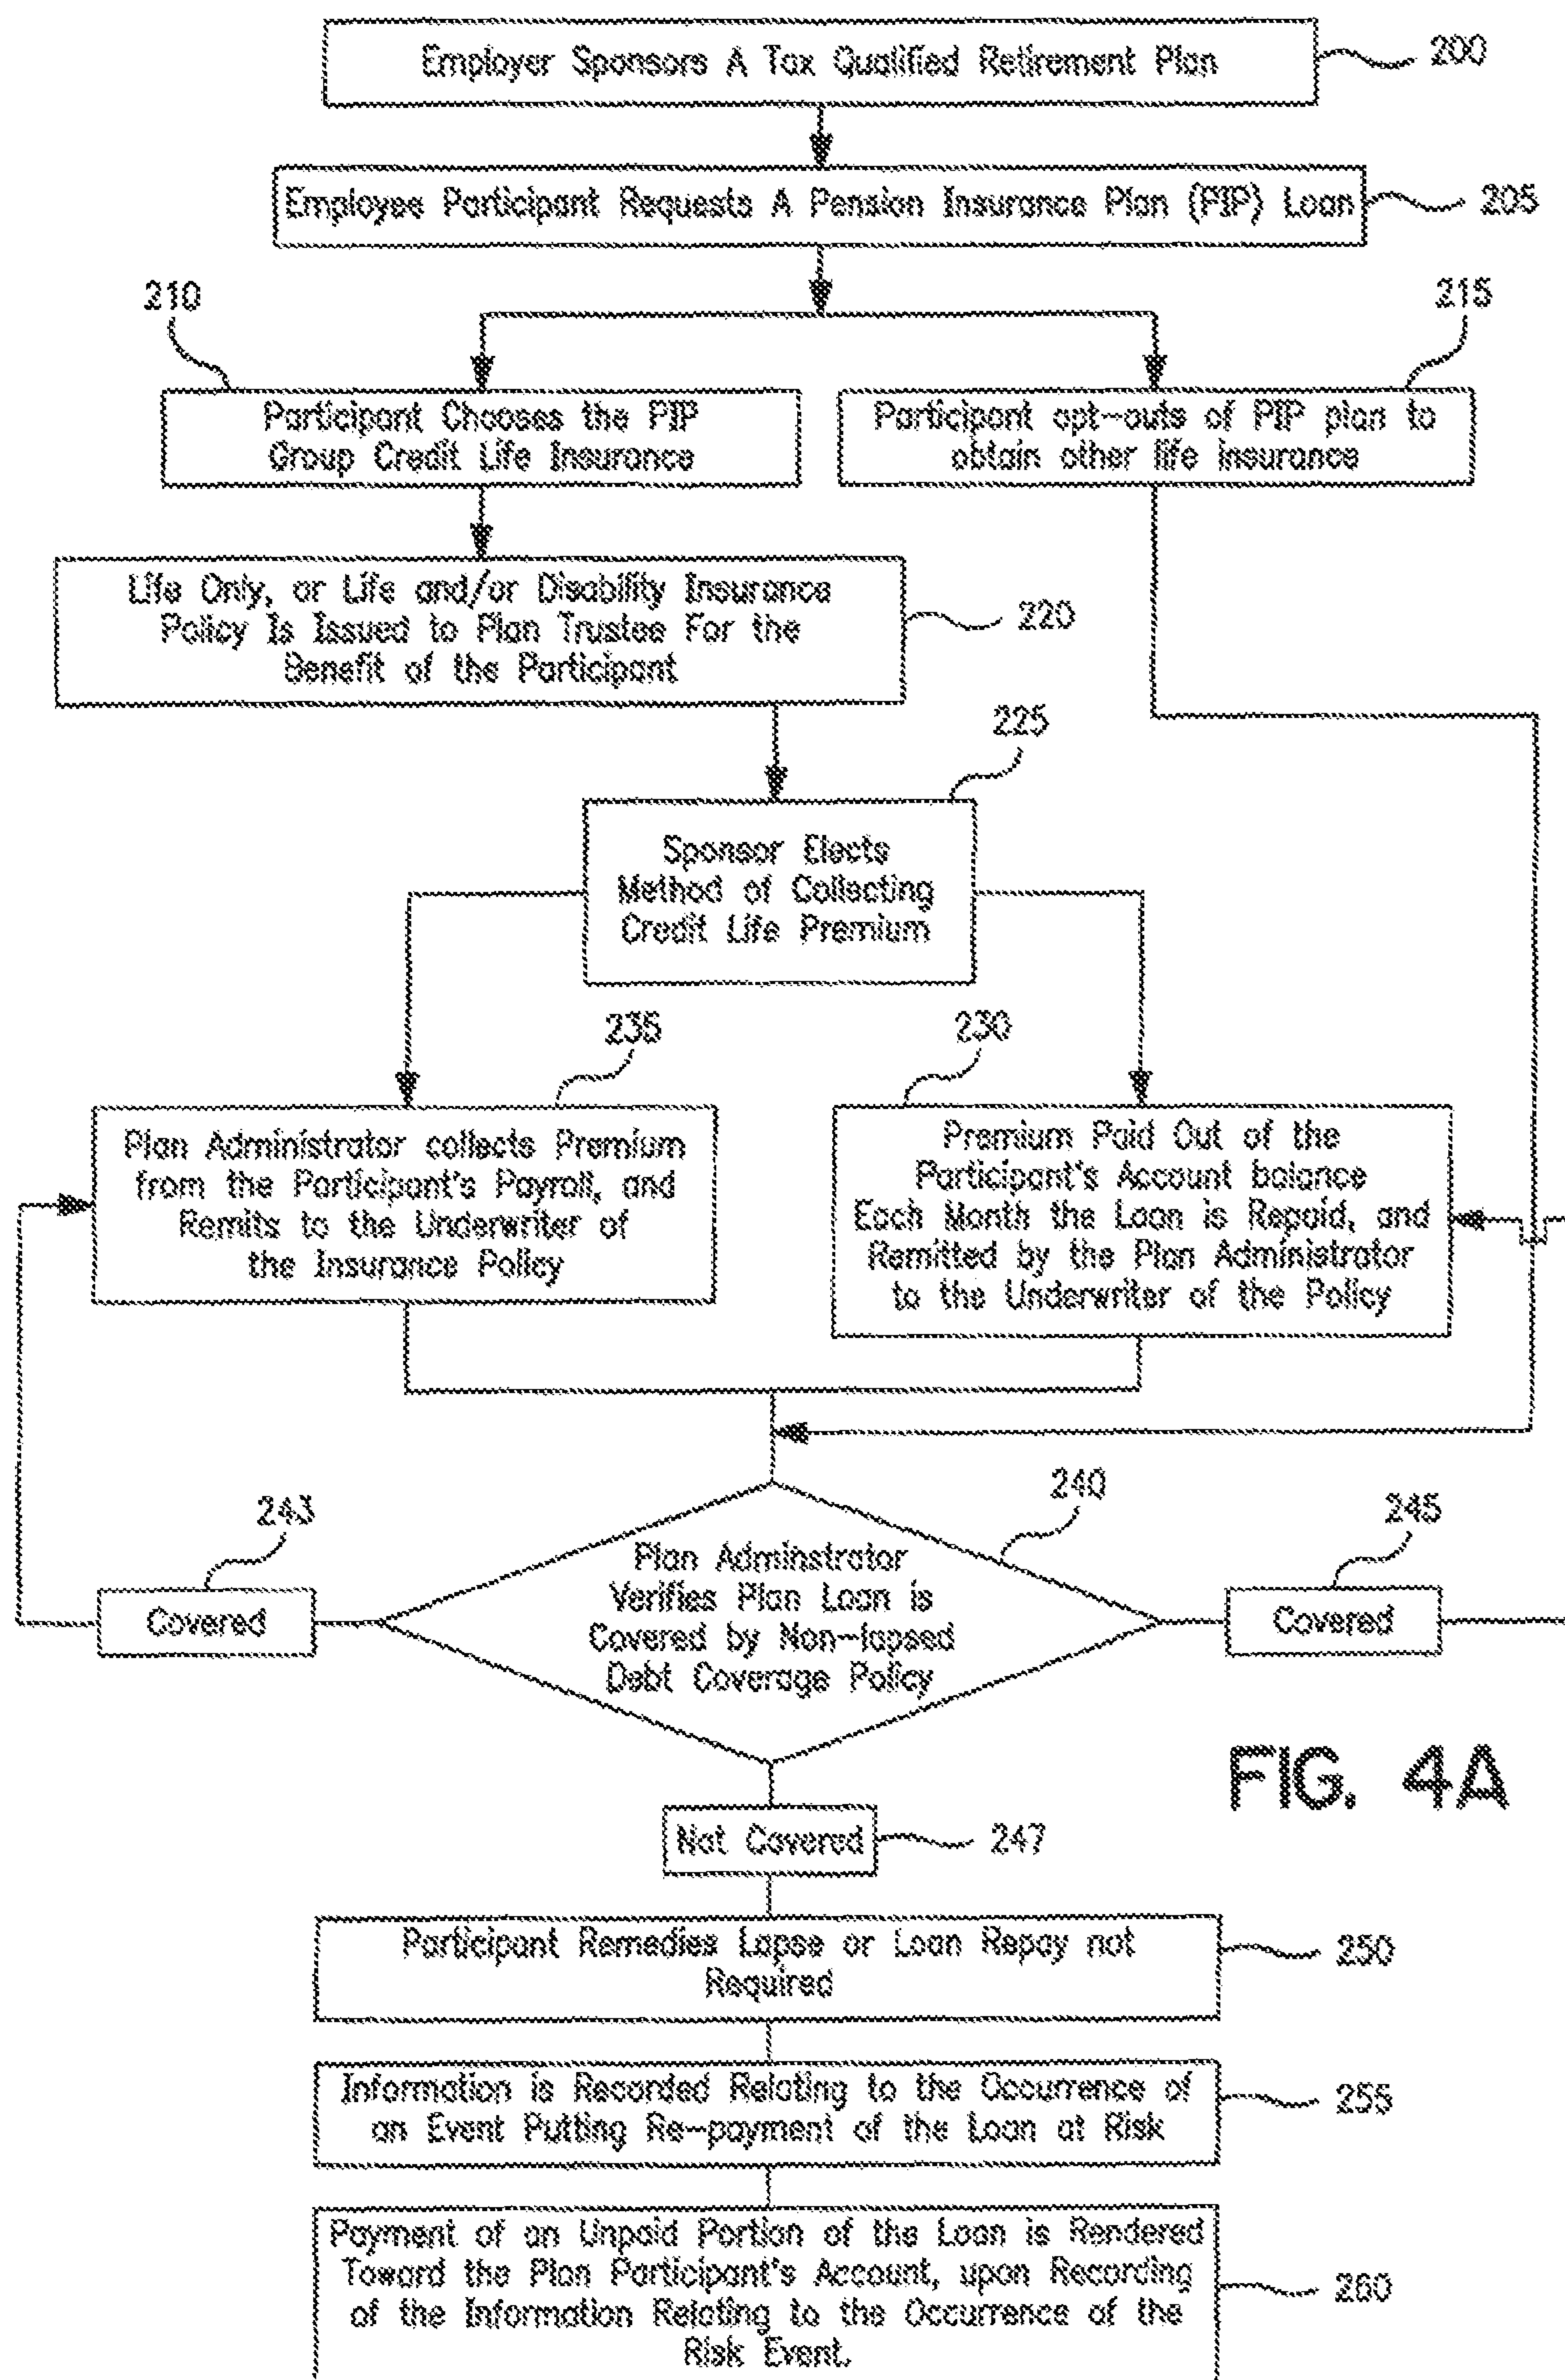 Employer Sponsors A Tax Qualified Retirement Plan
200
Employee Participant Requests A Pension Insurance Plan (PIP) Loan
205
210
215
Participant Chooses the PIP
Group Credit Life Insurance
Participant opt-outs of PIP plan to
obtain other life insurance
Life Only, or Life and/or Disability Insurance
Policy Is Issued to Plan Trustee For the
Benefit of the Participant
220
225
Sponsor Elects
Method of Collecting
Credit Life Premium
235
230
Plan Administrator collects Premium
from the Participant's Payroll, and
Remits to the Underwriter of
the Insurance Policy
Premium Paid Out of the
Participant's Account balance
Each Month the Loan is Repaid, and
Remitted by the Plan Administrator
to the Underwriter of the Policy
243
240
245
Covered
Plan Adminstrator
Verifies Plan Loan is
Covered by Non-lapsed
Debt Coverage Policy
Covered
FIG. 4A
Not Covered
247
Participant Remedies Lapse or Loan Repay not
Required
250
Information is Recorded Relating to the Occurrence of
an Event Putting Re-payment of the Loan at Risk
255
Payment of an Unpaid Portion of the Loan is Rendered
Toward the Plan Participant's Account, upon Recording
of the Information Relating to the Occurrence of the
Risk Event.
260